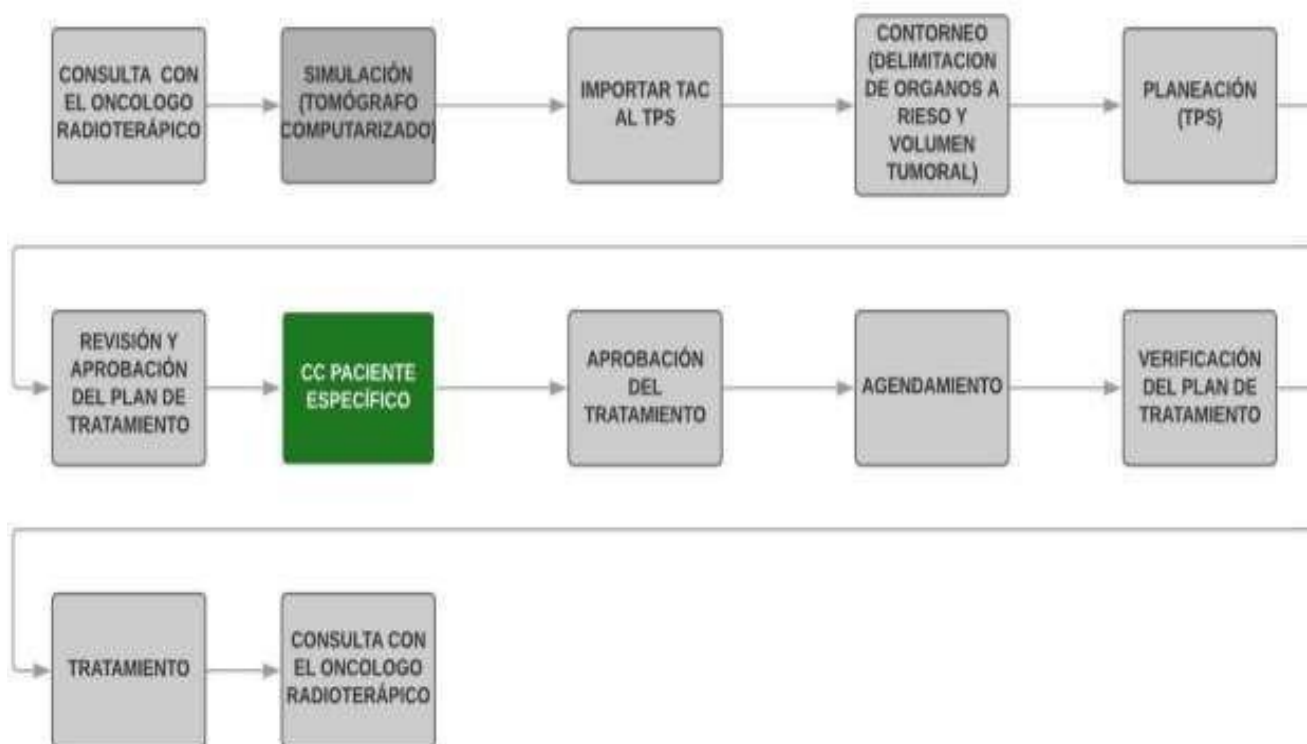 CONSULTA CON
EL ONCOLOGO
RADIOTERÁPICO
SIMULACIÓN
(TOMÓGRAFO
COMPUTARIZADO)
IMPORTAR TAC
AL TPS
CONTORNEO
(DELIMITACION
DE ORGANOS A
RIESO Y
VOLUMEN
TUMORAL)
PLANEACIÓN
(TPS)
REVISIÓN Y
APROBACIÓN
DEL PLAN DE
TRATAMIENTO
CC PACIENTE
ESPECÍFICO
APROBACIÓN
DEL
TRATAMIENTO
AGENDAMIENTO
VERIFICACIÓN
DEL PLAN DE
TRATAMIENTO
TRATAMIENTO
CONSULTA CON
EL ONCOLOGO
RADIOTERÁPICO